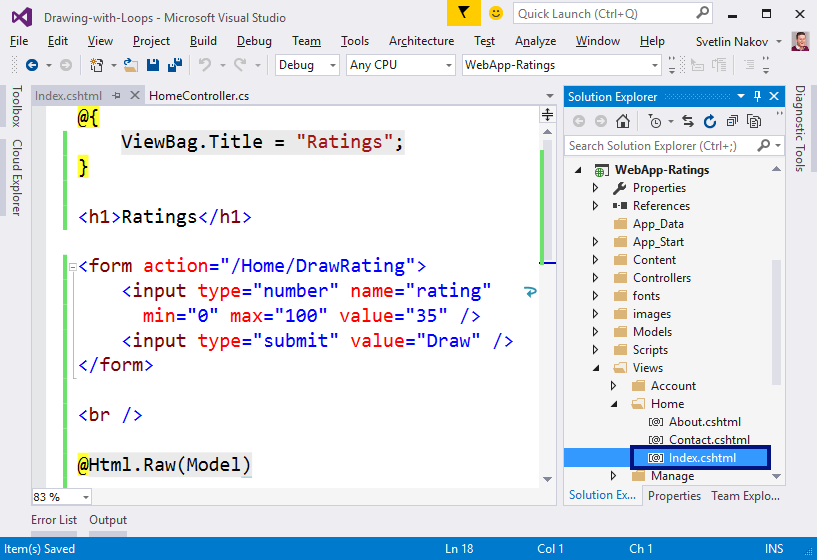 Drawing-with-Loops - Microsoft Visual Studio
Quick Launch (Ctrl+Q)
File Edit View Project Build Debug Team Tools Architecture Test Analyze Window Help Svetlin Nakov
Debug Any CPU WebApp-Ratings
Toolbox
Cloud Explorer
Index.cshtml HomeController.cs
@{
ViewBag.Title = "Ratings";
}
<h1>Ratings</h1>
<form action="/Home/DrawRating">
<input type="number" name="rating"
min="0" max="100" value="35" />
<input type="submit" value="Draw" />
</form>
<br />
@Html.Raw(Model)
83 %
Solution Explorer
Search Solution Explorer (Ctrl+;)
WebApp-Ratings
Properties
References
App_Data
App_Start
Content
Controllers
fonts
images
Models
Scripts
Views
Account
Home
About.cshtml
Contact.cshtml
Index.cshtml
Manage
Solution Ex... Properties Team Explo...
Diagnostic Tools
Error List Output
Item(s) Saved Ln 18 Col 1 Ch 1 INS